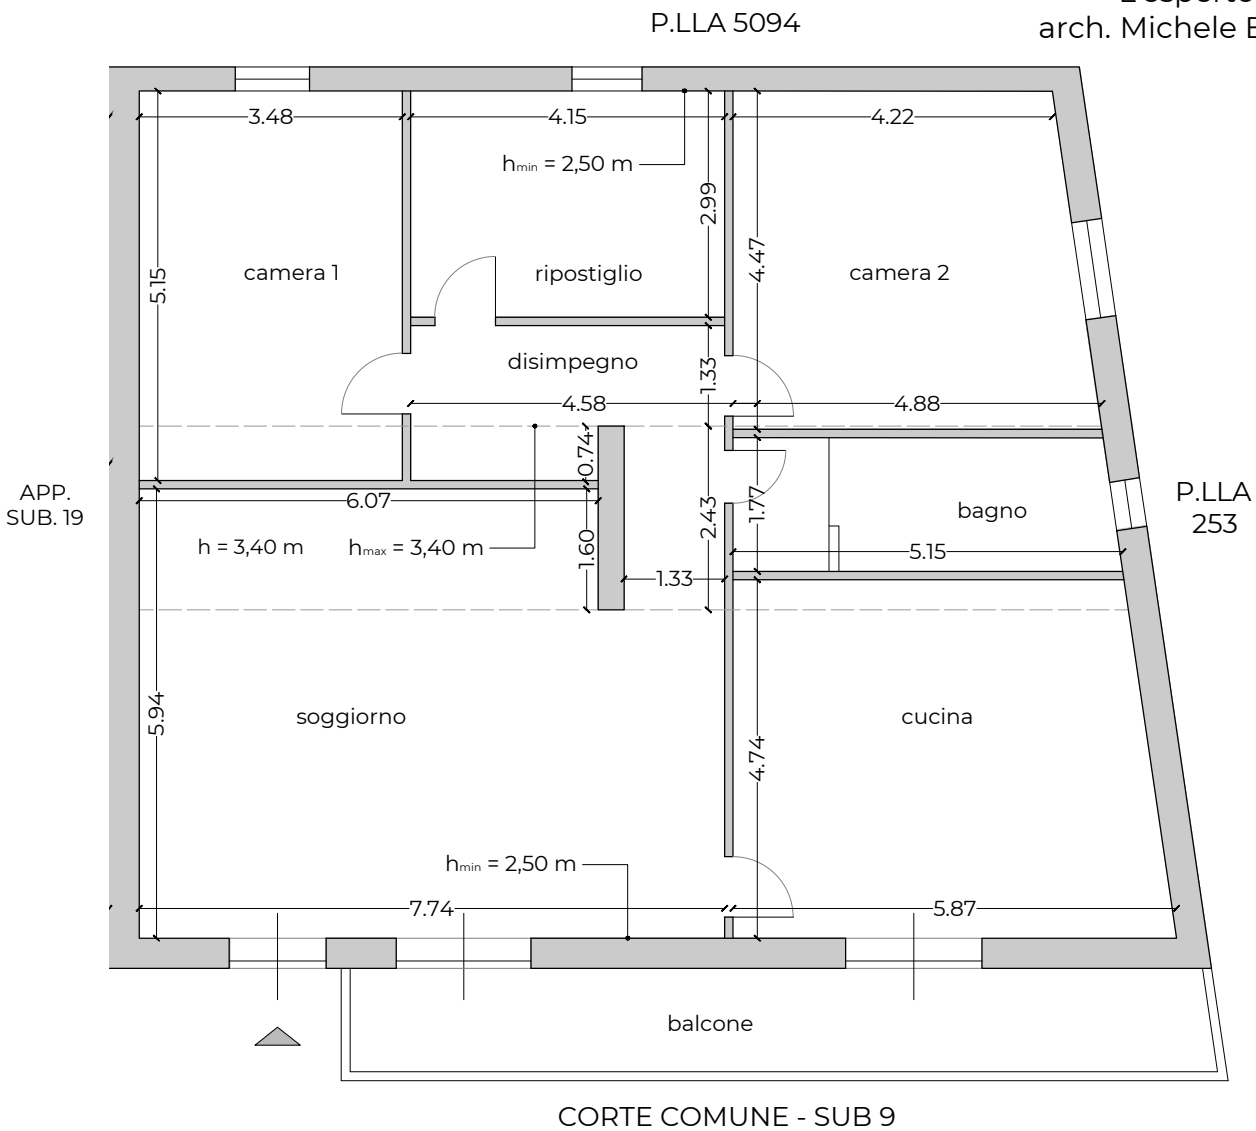 L'esperto
P.LLA 5094
arch. Michele
3.48
4.15
4.22
hmin = 2,50 m
2.99
4.47
5.15
camera 1
ripostiglio
camera 2
disimpegno
1.33
4.58
4.88
0.74
6.07
APP.
SUB. 19
P.LLA
253
2.43
1.77
bagno
h = 3,40 m
hmax = 3,40 m
1.60
5.15
1.33
5.94
soggiorno
cucina
4.74
hmin = 2,50 m
7.74
5.87
balcone
CORTE COMUNE - SUB 9